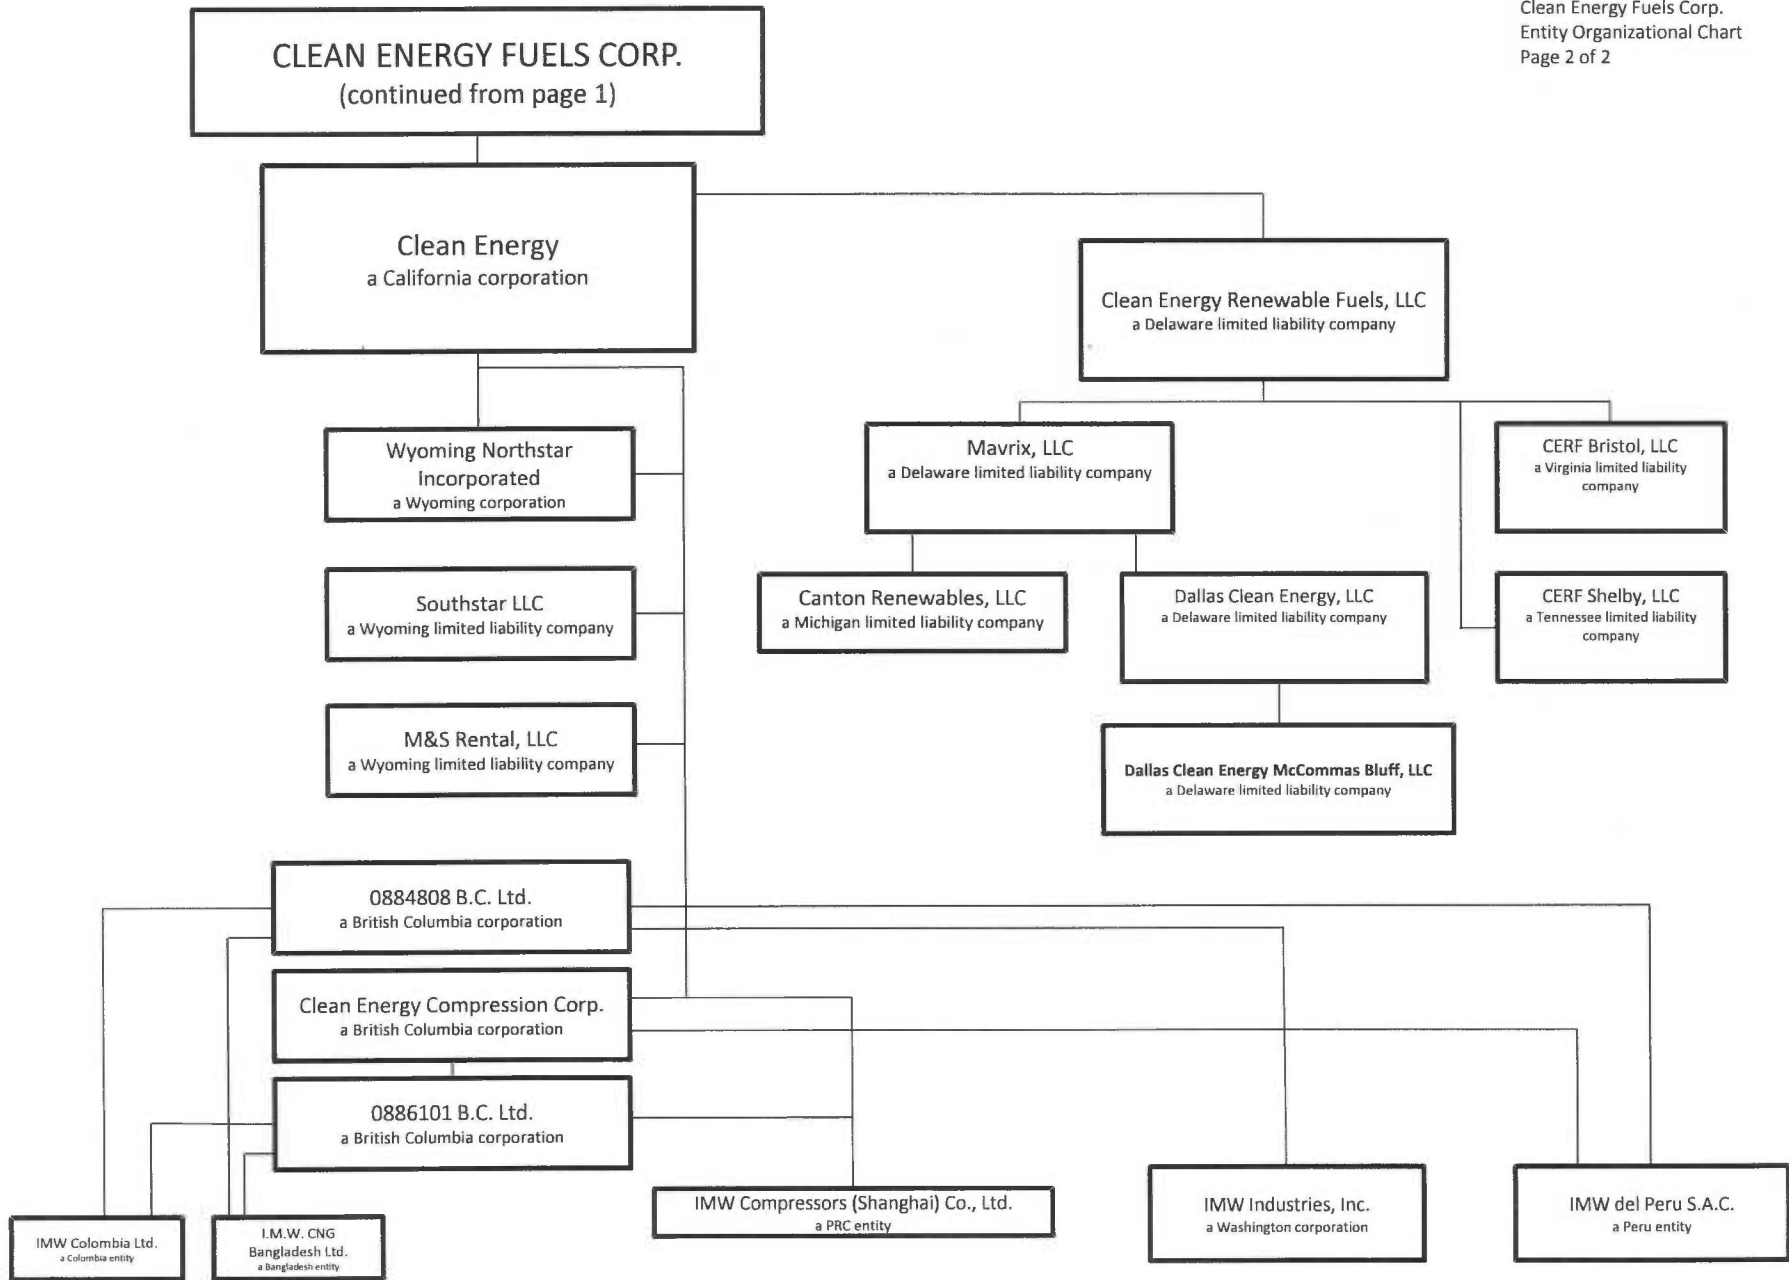 Clean Energy Fuels Corp.
Entity Organizational Chart
Page 2 of 2
CLEAN ENERGY FUELS CORP.
(continued from page 1)
Clean Energy
a California corporation
Clean Energy Renewable Fuels, LLC
a Delaware limited liability company
Wyoming Northstar
Incorporated
a Wyoming corporation
Mavrix, LLC
a Delaware limited liability company
CERF Bristol, LLC
a Virginia limited liability
company
Southstar LLC
a Wyoming limited liability company
Canton Renewables, LLC
a Michigan limited liability company
Dallas Clean Energy, LLC
a Delaware limited liability company
CERF Shelby, LLC
a Tennessee limited liability
company
M&S Rental, LLC
a Wyoming limited liability company
Dallas Clean Energy McCommas Bluff, LLC
a Delaware limited liability company
0884808 B.C. Ltd.
a British Columbia corporation
Clean Energy Compression Corp.
a British Columbia corporation
0886101 B.C. Ltd.
a British Columbia corporation
IMW Colombia Ltd.
a Colombia entity
I.M.W. CNG
Bangladesh Ltd.
a Bangladesh entity
IMW Compressors (Shanghai) Co., Ltd.
a PRC entity
IMW Industries, Inc.
a Washington corporation
IMW del Peru S.A.C.
a Peru entity